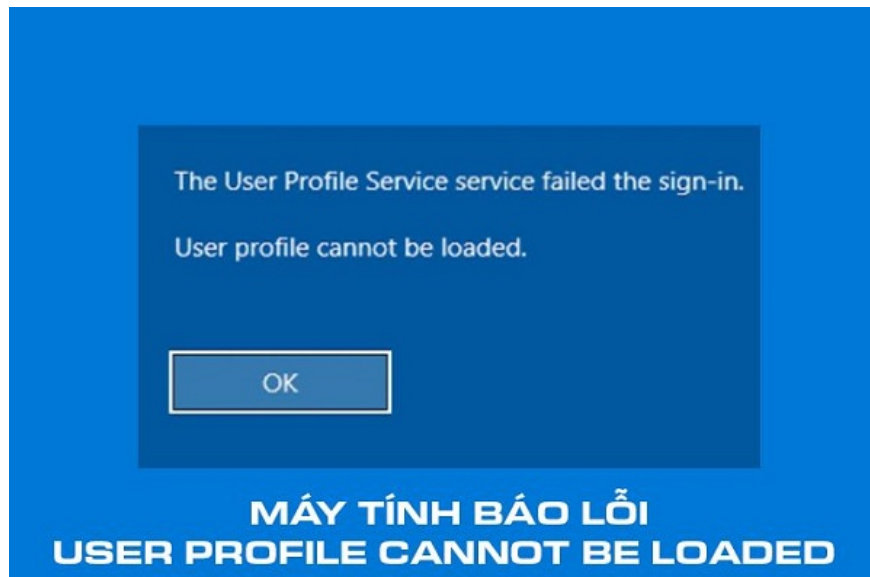 The User Profile Service service failed the sign-in.
User profile cannot be loaded.
OK
MÁY TÍNH BÁO LỖI
USER PROFILE CANNOT BE LOADED